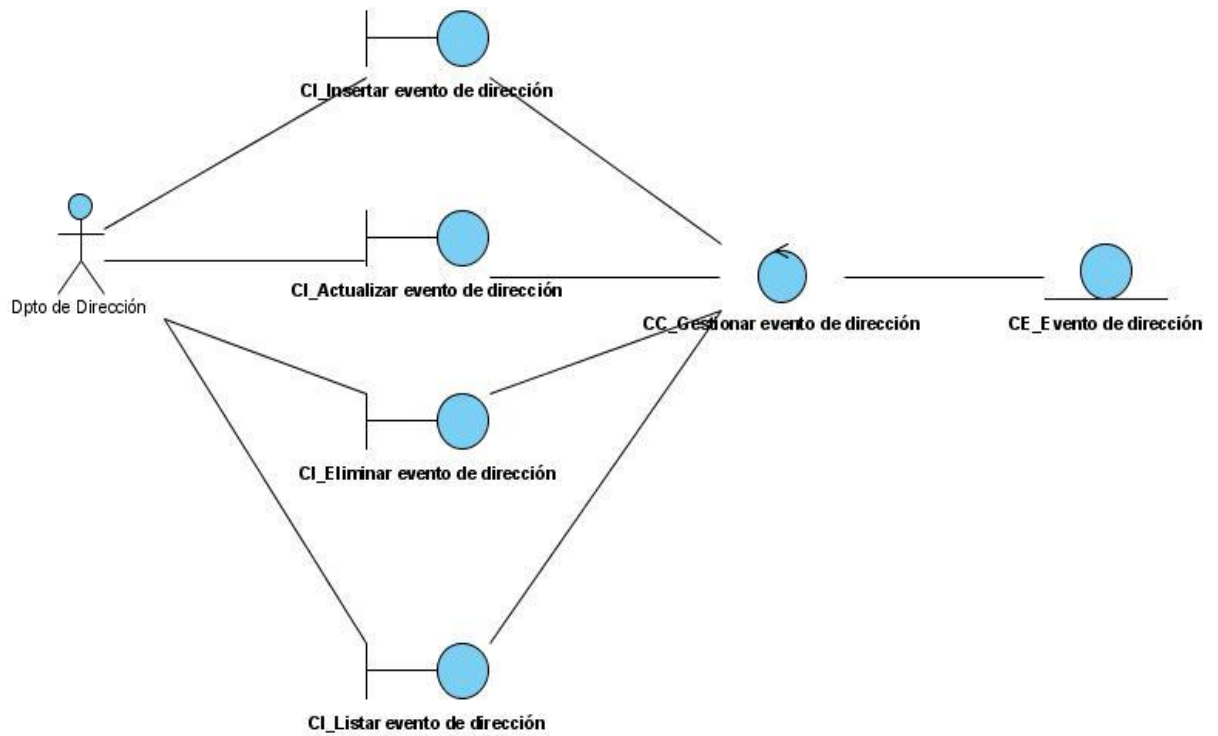 CI_Insertar evento de dirección
Dpto de Dirección
CI_Actualizar evento de dirección
CC_Gestionar evento de dirección
CE_Evento de dirección
CI_Eliminar evento de dirección
CI_Listar evento de dirección